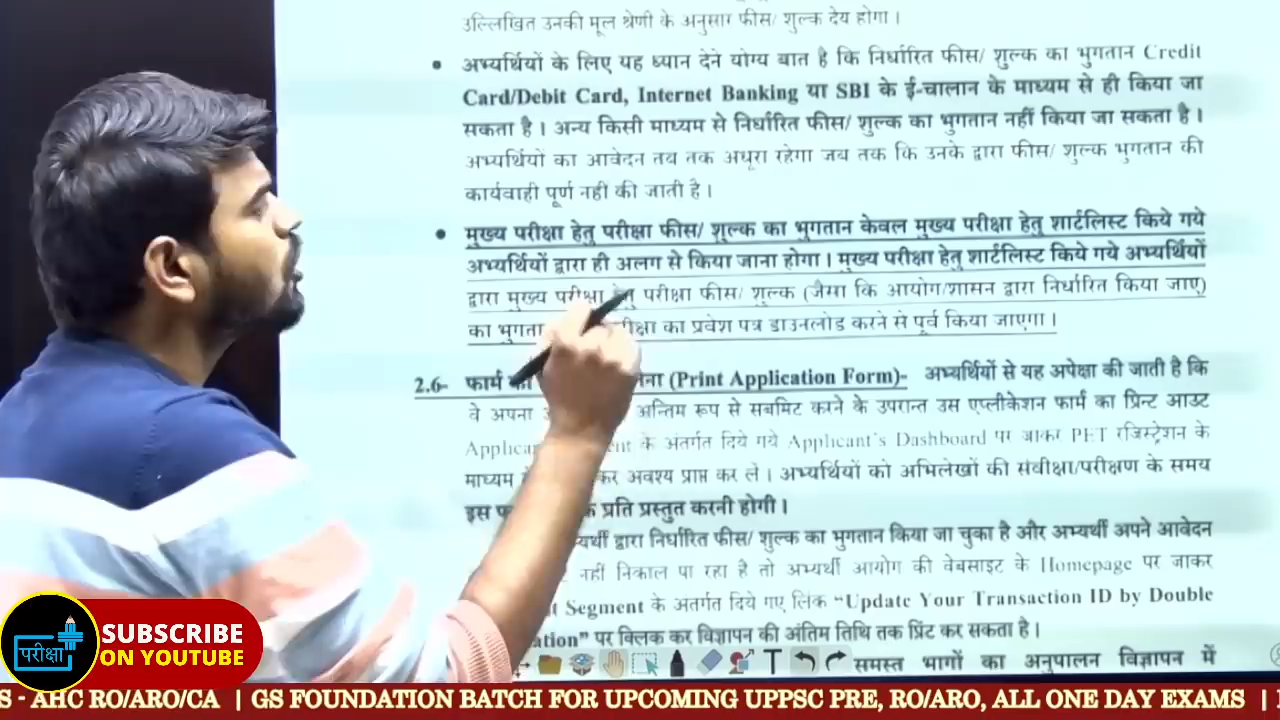 उल्लिखित उनकी मूल श्रेणी के अनुसार फीस/ शुल्क देय होगा।
• अभ्यर्थियों के लिए यह ध्यान देने योग्य बात है कि निर्धारित फीस/ शुल्क का भुगतान Credit
Card/Debit Card, Internet Banking या SBI के ई-चालान के माध्यम से ही किया जा
सकता है। अन्य किसी माध्यम से निर्धारित फीस/ शुल्क का भुगतान नहीं किया जा सकता है।
अभ्यर्थियों का आवेदन तब तक अधूरा रहेगा जब तक कि उनके द्वारा फीस/ शुल्क भुगतान की
कार्यवाही पूर्ण नहीं की जाती है।
• मुख्य परीक्षा हेतु परीक्षा फीस/ शुल्क का भुगतान केवल मुख्य परीक्षा हेतु शार्टलिस्ट किये गये
अभ्यर्थियों द्वारा ही अलग से किया जाना होगा। मुख्य परीक्षा हेतु शार्टलिस्ट किये गये अभ्यर्थियों
द्वारा मुख्य परीक्षा हेतु परीक्षा फीस/ शुल्क (जैसा कि आयोग/शासन द्वारा निर्धारित किया जाए)
का परीक्षा का प्रवेश पत्र डाउनलोड करने से पूर्व किया जाएगा।
2.6- फार्म का (Print Application Form)- अभ्यर्थियों से यह अपेक्षा की जाती है कि
वे अपना अन्तिम रूप से सबमिट करने के उपरान्त उस एप्लीकेशन फार्म का प्रिन्ट आउट
के अंतर्गत दिये गये Applicant's Dashboard पर जाकर PET रजिस्ट्रेशन के
माध्यम कर अवश्य प्राप्त कर ले। अभ्यर्थियों को अभिलेखों की संवीक्षा/परीक्षण के समय
इस प्रति प्रस्तुत करनी होगी।
द्वारा निर्धारित फीस/ शुल्क का भुगतान किया जा चुका है और अभ्यर्थी अपने आवेदन
नहीं निकाल पा रहा है तो अभ्यर्थी आयोग की वेबसाइट के Homepage पर जाकर
Segment के अंतर्गत दिये गए लिंक "Update Your Transaction ID by Double
पर क्लिक कर विज्ञापन की अंतिम तिथि तक प्रिंट कर सकता है।
समस्त भागों का अनुपालन विज्ञापन में
परीक्षा
SUBSCRIBE
ON YOUTUBE
S - AHC RO/ARO/CA | GS FOUNDATION BATCH FOR UPCOMING UPPSC PRE, RO/ARO, ALL ONE DAY EXAMS |